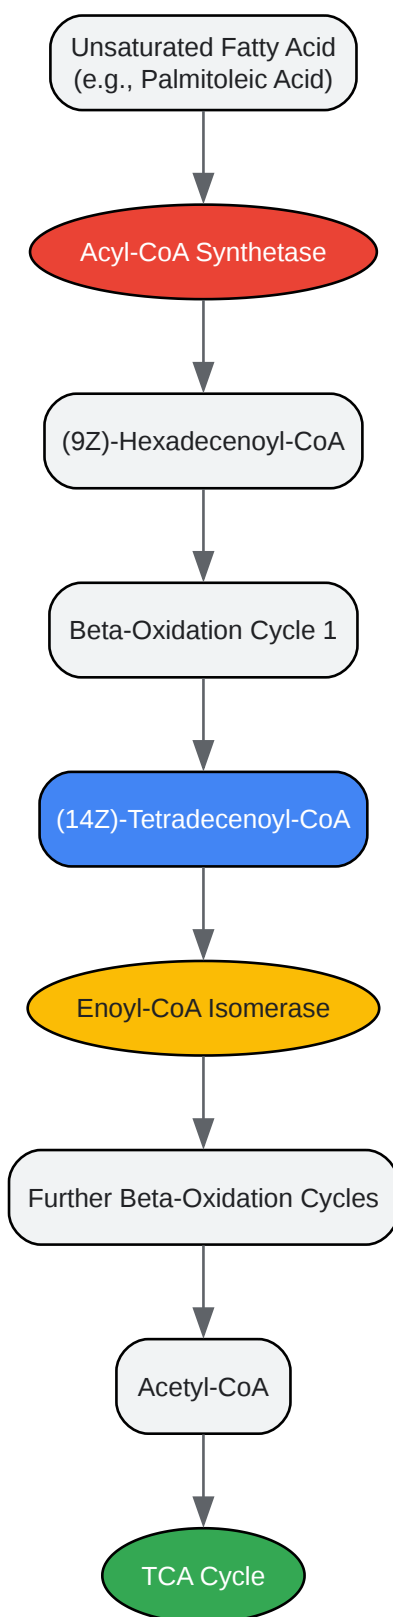 Unsaturated Fatty Acid
(e.g., Palmitoleic Acid)
Acyl-CoA Synthetase
(9Z)-Hexadecenoyl-CoA
Beta-Oxidation Cycle 1
(14Z)-Tetradecenoyl-CoA
Enoyl-CoA Isomerase
Further Beta-Oxidation Cycles
Acetyl-CoA
TCA Cycle